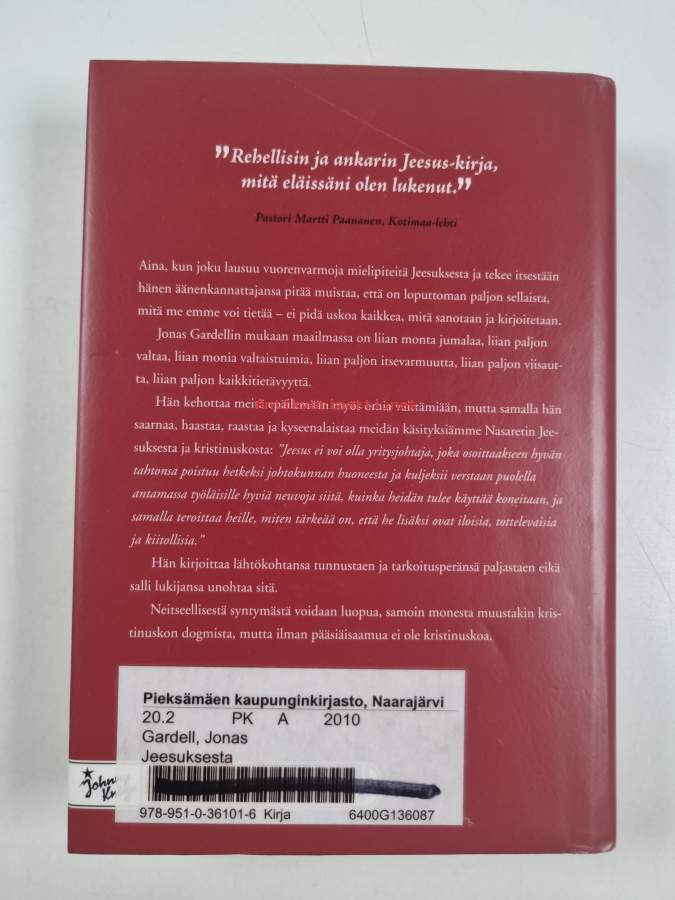 ”Rehellisin ja ankarin Jeesus-kirja,
mitä eläissäni olen lukenut.”
Pastori Martti Paananen, Kotimaa-lehti
Aina, kun joku lausuu vuorenvarmoja mielipiteitä Jeesuksesta ja tekee itsestään
hänen äänenkannattajansa pitää muistaa, että on loputtoman paljon sellaista,
mitä me emme voi tietää – ei pidä uskoa kaikkea, mitä sanotaan ja kirjoitetaan.
Jonas Gardellin mukaan maailmassa on liian monta jumalaa, liian paljon
valtaa, liian monia valtaistuimia, liian paljon itsevarmuutta, liian paljon viisaut-
ta, liian paljon kaikkitietävyyttä.
Hän kehottaa meitä epäilemään myös omia väittämiään, mutta samalla hän
saarnaa, haastaa, raastaa ja kyseenalaistaa meidän käsityksiämme Nasaretin Jee-
suksesta ja kristinuskosta: ”Jeesus ei voi olla yritysjohtaja, joka osoittaakseen hyvän
tahtonsa poistuu hetkeksi johtokunnan huoneesta ja kuljeksii verstaan puolella
antamassa työläisille hyviä neuvoja siitä, kuinka heidän tulee käyttää koneitaan, ja
samalla teroittaa heille, miten tärkeää on, että he lisäksi ovat iloisia, tottelevaisia
ja kiitollisia.”
Hän kirjoittaa lähtökohtansa tunnustaen ja tarkoitusperänsä paljastaen eikä
salli lukijansa unohtaa sitä.
Neitseellisestä syntymästä voidaan luopua, samoin monesta muustakin kris-
tinuskon dogmista, mutta ilman pääsiäisaamua ei ole kristinuskoa.
Pieksämäen kaupunginkirjasto, Naarajärvi
20.2 PK A 2010
Gardell, Jonas
Jeesuksesta
978-951-0-36101-6 Kirja 6400G136087